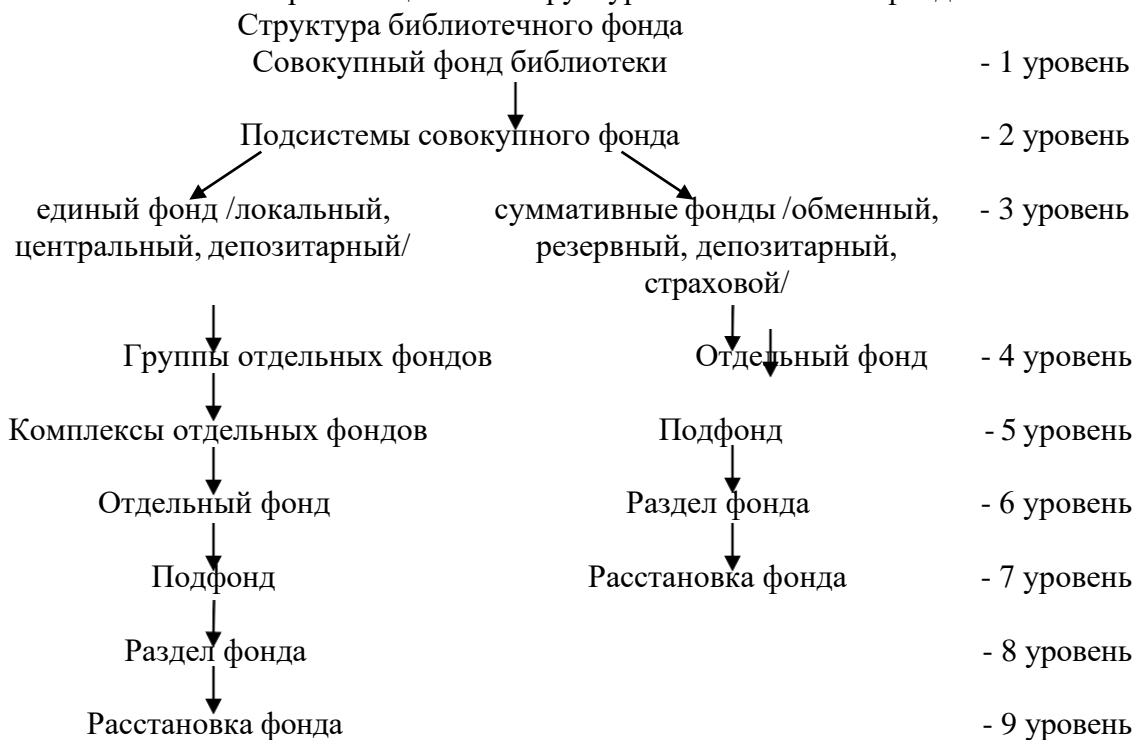 Структура библиотечного фонда
Совокупный фонд библиотеки - 1 уровень
Подсистемы совокупного фонда - 2 уровень
единый фонд /локальный, суммативные фонды /обменный, - 3 уровень
центральный, депозитарный/ резервный, депозитарный,
страховой/
Группы отдельных фондов Отдельный фонд - 4 уровень
Комплексы отдельных фондов Подфонд - 5 уровень
Отдельный фонд Раздел фонда - 6 уровень
Подфонд Расстановка фонда - 7 уровень
Раздел фонда - 8 уровень
Расстановка фонда - 9 уровень